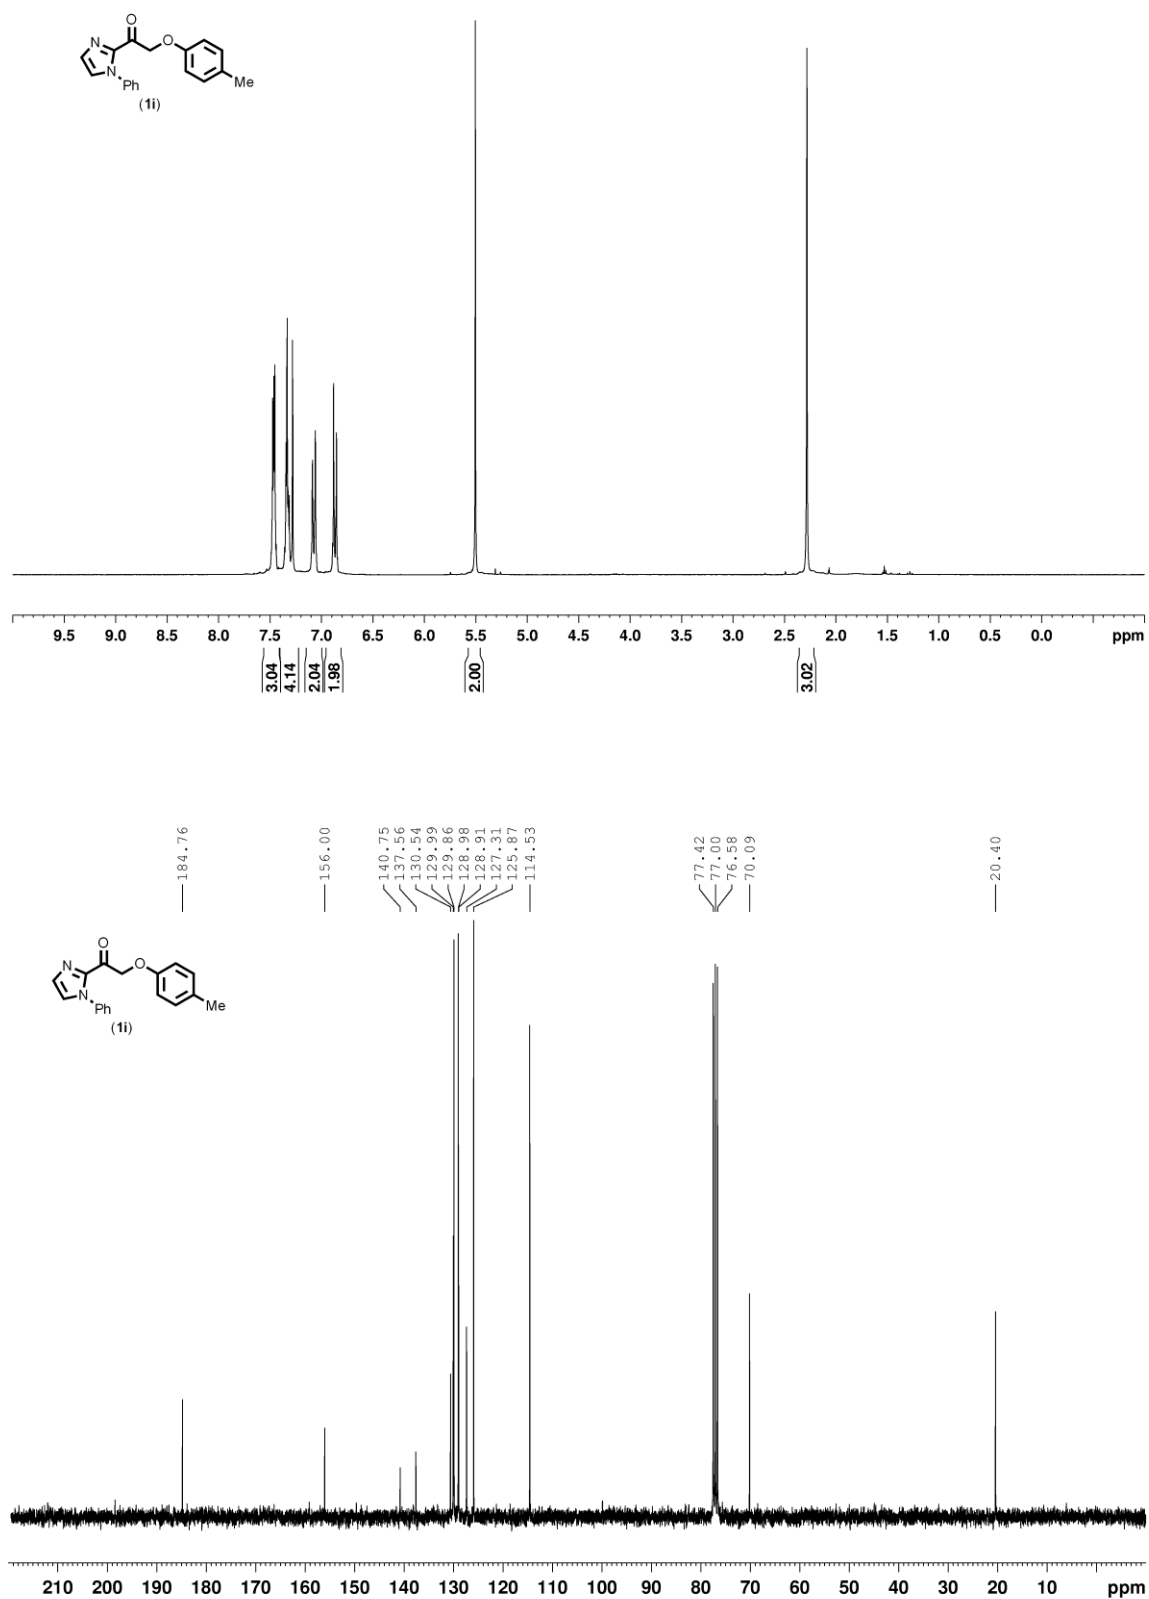 O
N
O
N
Ph
Me
(1i)
9.5 9.0 8.5 8.0 7.5 7.0 6.5 6.0 5.5 5.0 4.5 4.0 3.5 3.0 2.5 2.0 1.5 1.0 0.5 0.0 ppm
3.04 4.14 2.04 1.98 2.00 3.02
184.76 156.00 140.75 137.56 130.54 129.99 129.86 128.98 128.91 127.31 125.87 114.53 77.42 77.00 76.58 70.09 20.40
O
N
O
N
Ph
Me
(1i)
210 200 190 180 170 160 150 140 130 120 110 100 90 80 70 60 50 40 30 20 10 ppm